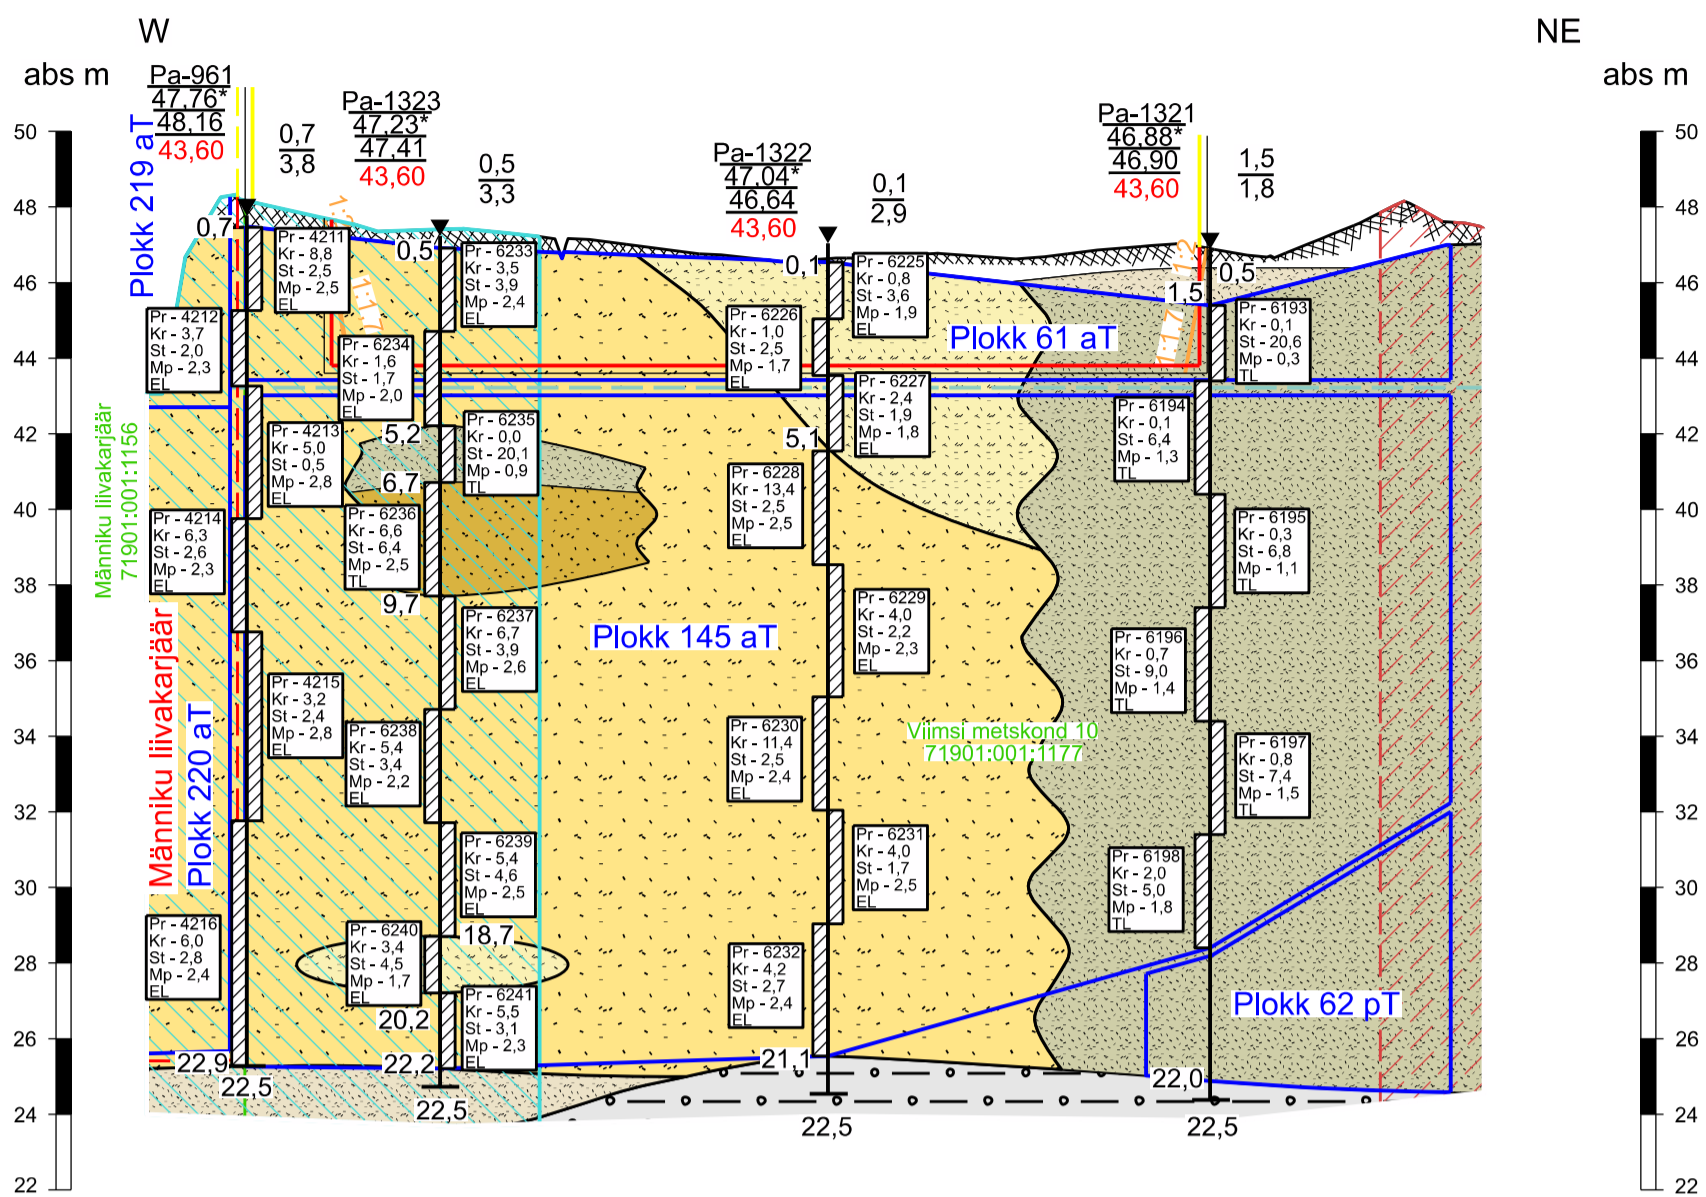 W
NE
abs m
abs m
Pa-961
47,76*
48,16
43,60
0,7
3,8
Pa-1323
47,23*
47,41
43,60
0,5
3,3
Pa-1322
47,04*
46,64
43,60
0,1
2,9
Pa-1321
46,88*
46,90
43,60
1,5
1,8
50
48
46
44
42
40
38
36
34
32
30
28
26
24
22
50
48
46
44
42
40
38
36
34
32
30
28
26
24
22
Plokk 219 aT
Männiku liivakarjäär
71901:001:1156
Männiku liivakarjäär
Plokk 220 aT
0,7
Pr - 4211
Kr - 8,8
St - 2,5
Mp - 2,5
EL
Pr - 4212
Kr - 3,7
St - 2,0
Mp - 2,3
EL
Pr - 4213
Kr - 5,0
St - 0,5
Mp - 2,8
EL
Pr - 4214
Kr - 6,3
St - 2,6
Mp - 2,3
EL
Pr - 4215
Kr - 3,2
St - 2,4
Mp - 2,8
EL
Pr - 4216
Kr - 6,0
St - 2,8
Mp - 2,4
EL
22,9
22,5
1:1,7
0,5
Pr - 6233
Kr - 3,5
St - 3,9
Mp - 2,4
EL
Pr - 6234
Kr - 1,6
St - 1,7
Mp - 2,0
EL
5,2
Pr - 6235
Kr - 0,0
St - 20,1
Mp - 0,9
TL
6,7
Pr - 6236
Kr - 6,6
St - 6,4
Mp - 2,5
TL
9,7
Pr - 6237
Kr - 6,7
St - 3,9
Mp - 2,6
EL
Pr - 6238
Kr - 5,4
St - 3,4
Mp - 2,2
EL
Pr - 6239
Kr - 5,4
St - 4,6
Mp - 2,5
EL
18,7
Pr - 6240
Kr - 3,4
St - 4,5
Mp - 1,7
EL
20,2
Pr - 6241
Kr - 5,5
St - 3,1
Mp - 2,3
EL
22,2
22,5
Plokk 145 aT
0,1
Pr - 6225
Kr - 0,8
St - 3,6
Mp - 1,9
EL
Pr - 6226
Kr - 1,0
St - 2,5
Mp - 1,7
EL
Pr - 6227
Kr - 2,4
St - 1,9
Mp - 1,8
EL
5,1
Pr - 6228
Kr - 13,4
St - 2,5
Mp - 2,5
EL
Pr - 6229
Kr - 4,0
St - 2,2
Mp - 2,3
EL
Pr - 6230
Kr - 11,4
St - 2,5
Mp - 2,4
EL
Pr - 6231
Kr - 4,0
St - 1,7
Mp - 2,5
EL
Pr - 6232
Kr - 4,2
St - 2,7
Mp - 2,4
EL
21,1
22,5
Plokk 61 aT
Viimsi metskond 10
71901:001:1177
1:2
1:1,7
0,5
1,5
Pr - 6193
Kr - 0,1
St - 20,6
Mp - 0,3
TL
Pr - 6194
Kr - 0,1
St - 6,4
Mp - 1,3
TL
Pr - 6195
Kr - 0,3
St - 6,8
Mp - 1,1
TL
Pr - 6196
Kr - 0,7
St - 9,0
Mp - 1,4
TL
Pr - 6197
Kr - 0,8
St - 7,4
Mp - 1,5
TL
Pr - 6198
Kr - 2,0
St - 5,0
Mp - 1,8
TL
Plokk 62 pT
22,0
22,5